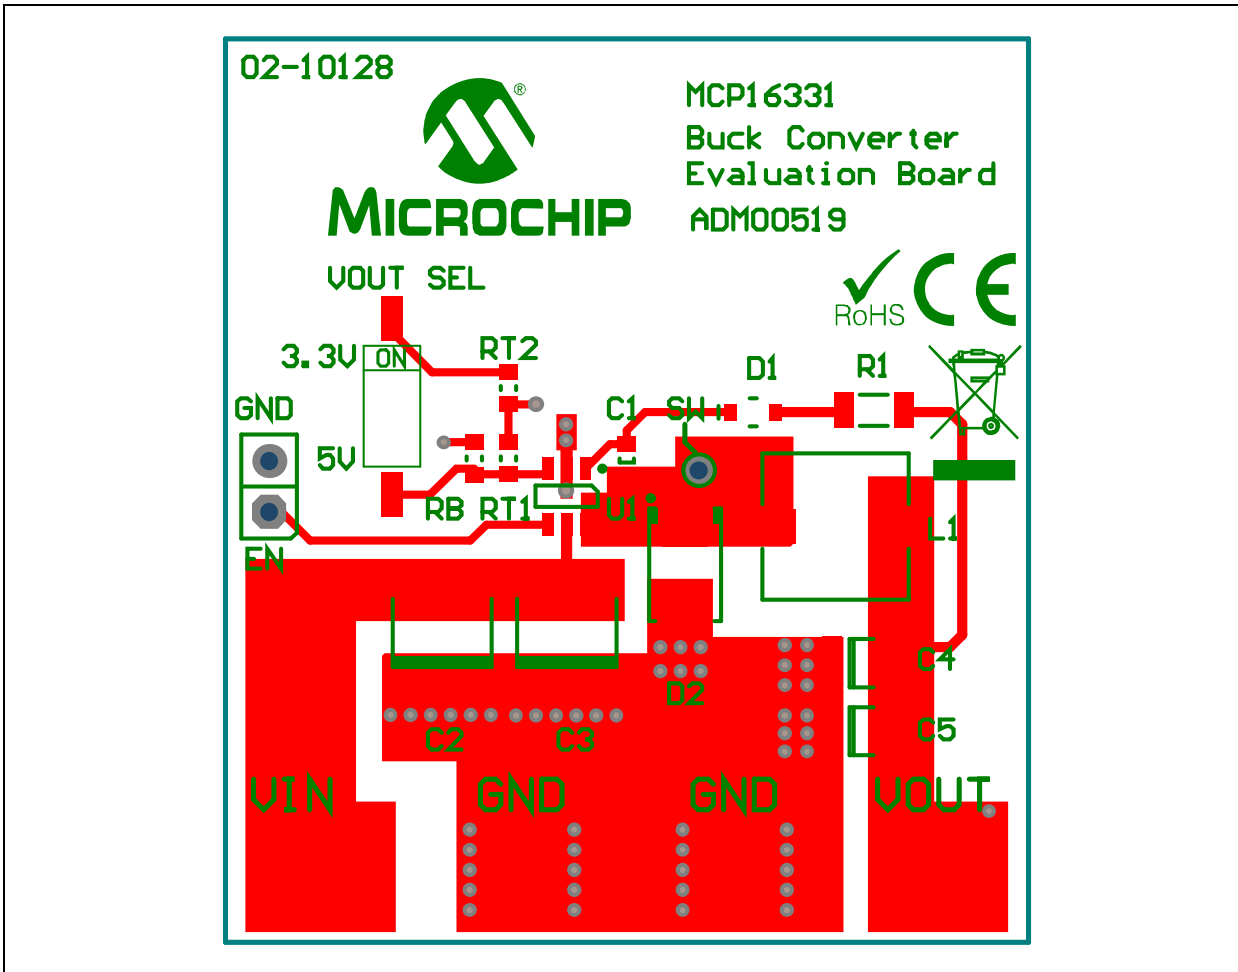 02-10128
®
MICROCHIP
MCP16331
Buck Converter
Evaluation Board
ADM00519
VOUT SEL
RoHS
CE
3.3V
ON
RT2
D1
R1
GND
C1
SW
5V
RB
RT1
U1
L1
EN
C4
D2
C5
C2
C3
VIN
GND
GND
VOUT